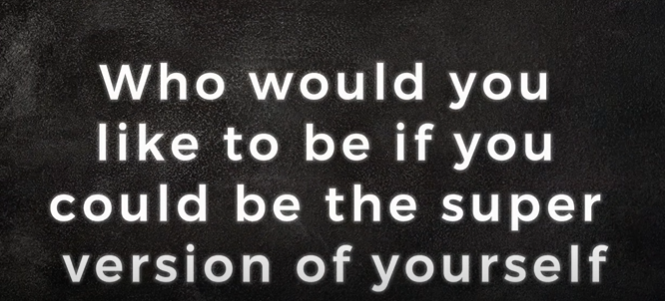 Who would you
like to be if you
could be the super
version of yourself